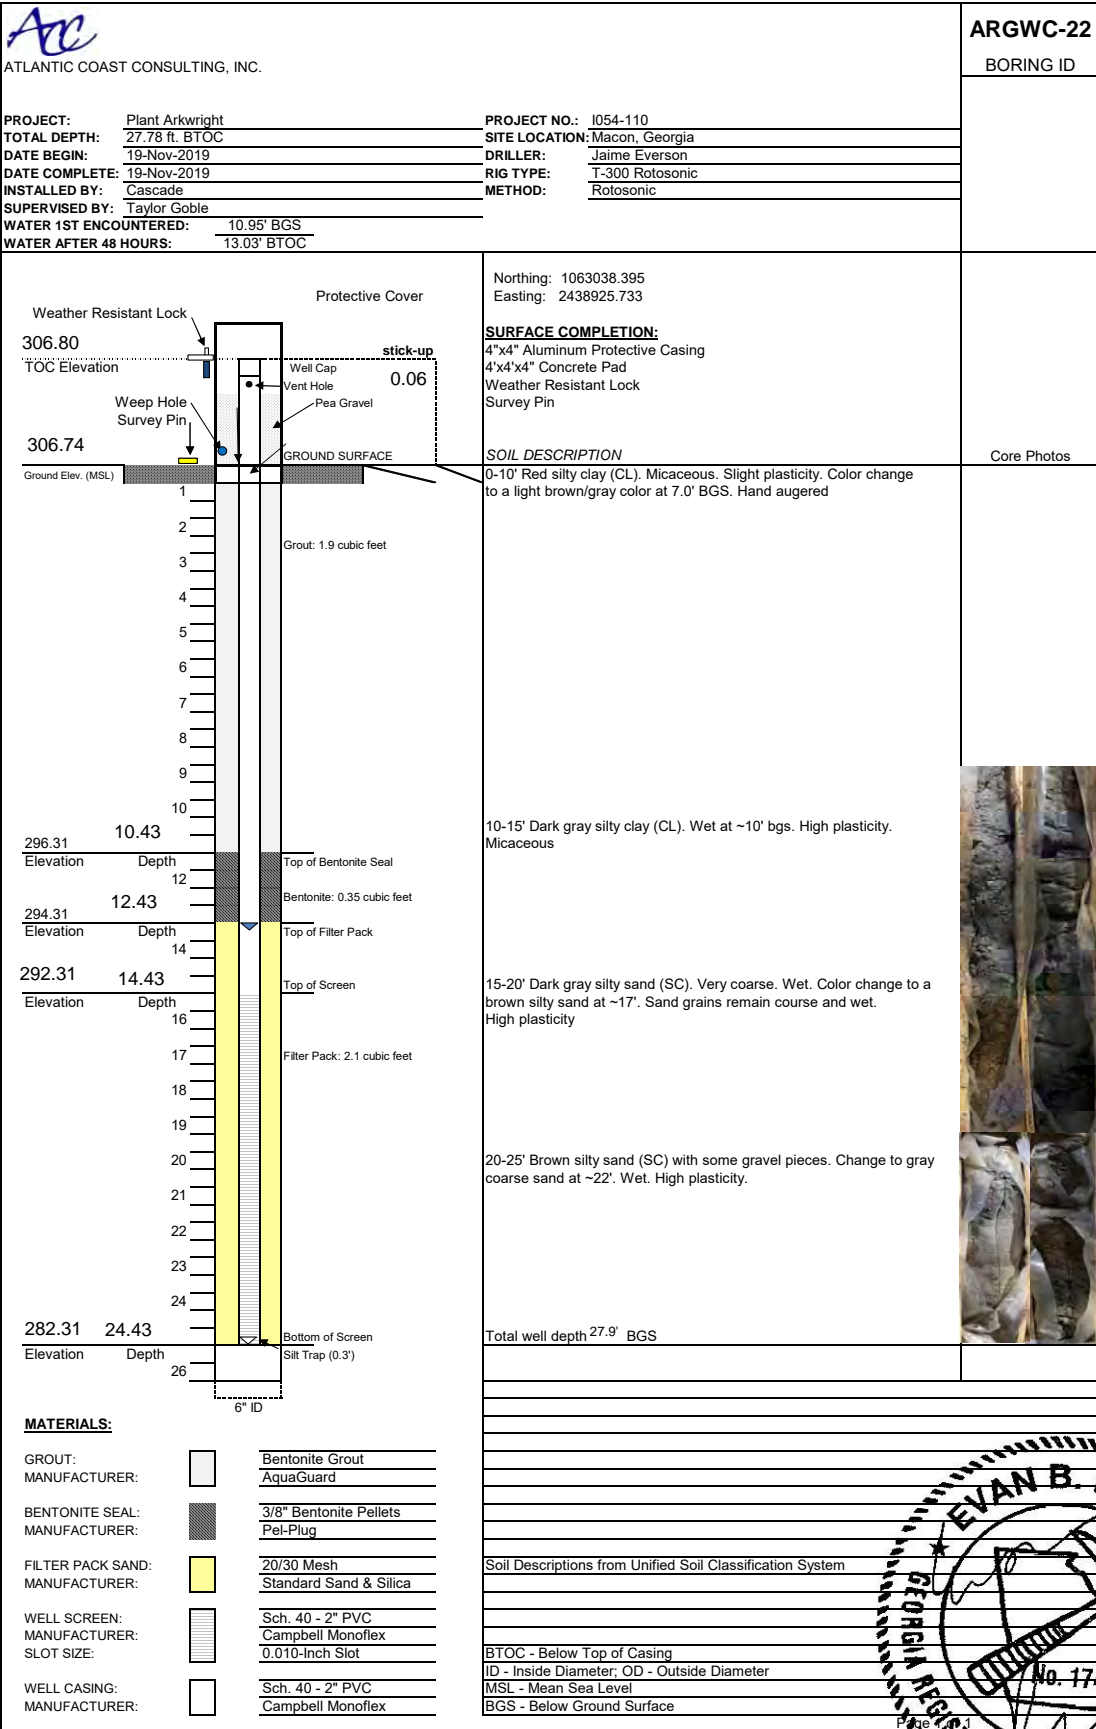 ACC
ATLANTIC COAST CONSULTING, INC.
ARGWC-22
BORING ID
PROJECT: Plant Arkwright
PROJECT NO.: I054-110
TOTAL DEPTH: 27.78 ft. BTOC
SITE LOCATION: Macon, Georgia
DATE BEGIN: 19-Nov-2019
DRILLER: Jaime Everson
DATE COMPLETE: 19-Nov-2019
RIG TYPE: T-300 Rotosonic
INSTALLED BY: Cascade
METHOD: Rotosonic
SUPERVISED BY: Taylor Goble
WATER 1ST ENCOUNTERED: 10.95' BGS
WATER AFTER 48 HOURS: 13.03' BTOC
Northing: 1063038.395
Easting: 2438925.733
Protective Cover
Weather Resistant Lock
306.80
TOC Elevation
stick-up
0.06
Well Cap
Vent Hole
Pea Gravel
Weep Hole
Survey Pin
306.74
Ground Elev. (MSL)
GROUND SURFACE
SURFACE COMPLETION:
4"x4" Aluminum Protective Casing
4'x4'x4" Concrete Pad
Weather Resistant Lock
Survey Pin
SOIL DESCRIPTION
Core Photos
0-10' Red silty clay (CL). Micaceous. Slight plasticity. Color change
to a light brown/gray color at 7.0' BGS. Hand augered
1
2
Grout: 1.9 cubic feet
3
4
5
6
7
8
9
10
10.43
296.31
Elevation Depth
Top of Bentonite Seal
10-15' Dark gray silty clay (CL). Wet at ~10' bgs. High plasticity.
Micaceous
12
12.43
Bentonite: 0.35 cubic feet
294.31
Elevation Depth
Top of Filter Pack
14
292.31 14.43
Top of Screen
Elevation Depth
15-20' Dark gray silty sand (SC). Very coarse. Wet. Color change to a
brown silty sand at ~17'. Sand grains remain course and wet.
High plasticity
16
17
Filter Pack: 2.1 cubic feet
18
19
20
20-25' Brown silty sand (SC) with some gravel pieces. Change to gray
coarse sand at ~22'. Wet. High plasticity.
21
22
23
24
282.31 24.43
Bottom of Screen
Total well depth 27.9' BGS
Elevation Depth
Silt Trap (0.3')
26
6" ID
MATERIALS:
GROUT: Bentonite Grout
MANUFACTURER: AquaGuard
BENTONITE SEAL: 3/8" Bentonite Pellets
MANUFACTURER: Pel-Plug
FILTER PACK SAND: 20/30 Mesh
MANUFACTURER: Standard Sand & Silica
WELL SCREEN: Sch. 40 - 2" PVC
MANUFACTURER: Campbell Monoflex
SLOT SIZE: 0.010-Inch Slot
WELL CASING: Sch. 40 - 2" PVC
MANUFACTURER: Campbell Monoflex
Soil Descriptions from Unified Soil Classification System
BTOC - Below Top of Casing
ID - Inside Diameter; OD - Outside Diameter
MSL - Mean Sea Level
BGS - Below Ground Surface
EVAN B.
GEORGIA
No. 17
Page 1 of 1